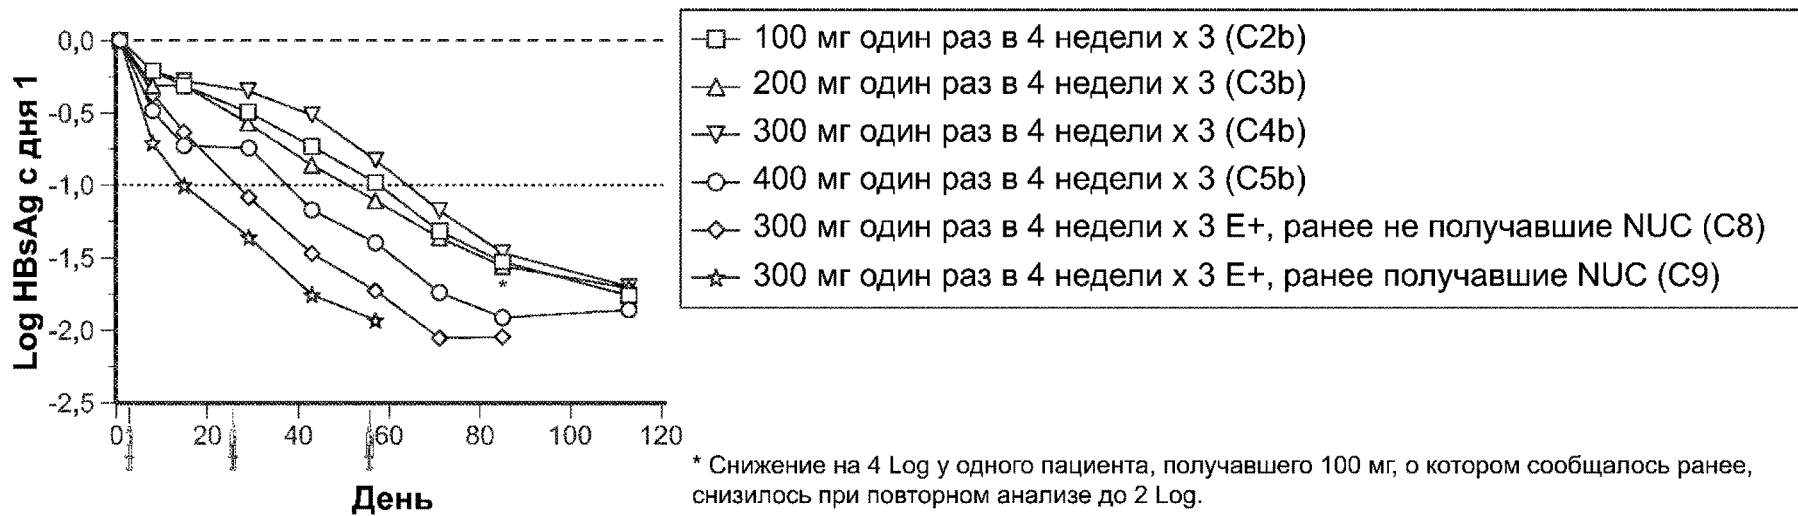 0,0
-0,5
-1,0
-1,5
-2,0
-2,5
Log HBsAg с дня 1
0 20 40 60 80 100 120
День
*
100 мг один раз в 4 недели x 3 (C2b)
200 мг один раз в 4 недели x 3 (C3b)
300 мг один раз в 4 недели x 3 (C4b)
400 мг один раз в 4 недели x 3 (C5b)
300 мг один раз в 4 недели x 3 E+, ранее не получавшие NUC (C8)
300 мг один раз в 4 недели x 3 E+, ранее получавшие NUC (C9)
* Снижение на 4 Log у одного пациента, получавшего 100 мг, о котором сообщалось ранее,
снизилось при повторном анализе до 2 Log.